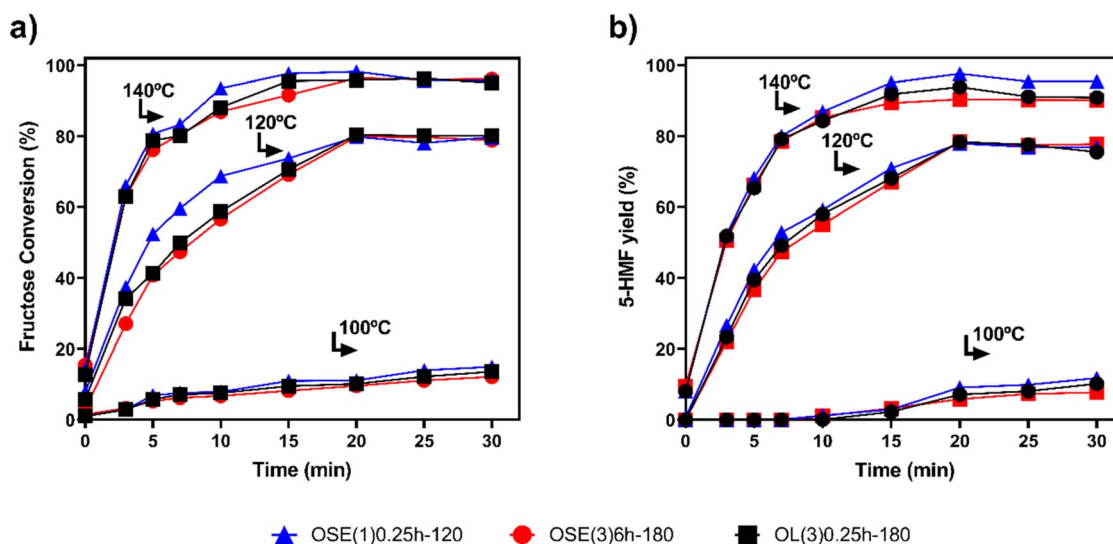 a)
100
80
60
40
20
0
Fructose Conversion (%)
140ºC
120ºC
100ºC
0 5 10 15 20 25 30
Time (min)
b)
100
80
60
40
20
0
5-HMF yield (%)
140ºC
120ºC
100ºC
0 5 10 15 20 25 30
Time (min)
OSE(1)0.25h-120 OSE(3)6h-180 OL(3)0.25h-180